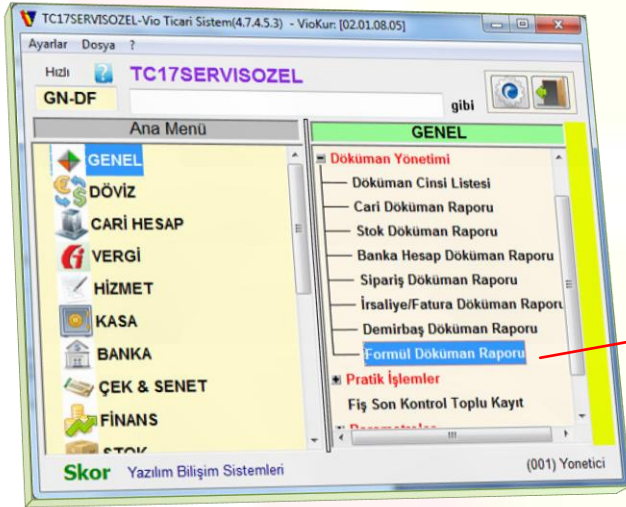 TC17SERVISOZEL-Vio Ticari Sistem(4.7.4.5.3) - VioKur: [02.01.08.05]
Ayarlar Dosya ?
Hızlı ? TC17SERVISOZEL
GN-DF gibi
Ana Menü
GENEL
DÖVİZ
CARİ HESAP
VERGİ
HİZMET
KASA
BANKA
ÇEK & SENET
FİNANS
STOK
GENEL
Döküman Yönetimi
Döküman Cinsi Listesi
Cari Döküman Raporu
Stok Döküman Raporu
Banka Hesap Döküman Raporu
Sipariş Döküman Raporu
İrsaliye/Fatura Döküman Raporu
Demirbaş Döküman Raporu
Formül Döküman Raporu
Pratik İşlemler
Fiş Son Kontrol Toplu Kayıt
Skor Yazılım Bilişim Sistemleri
(001) Yonetici